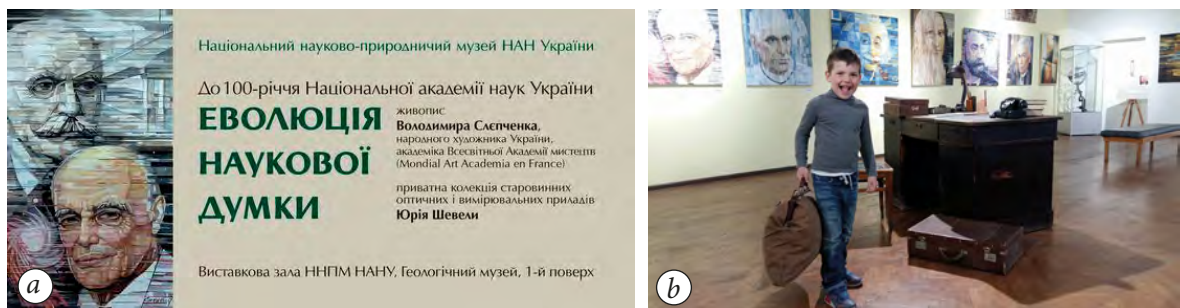 Національний науково-природничий музей НАН України
До 100-річчя Національної академії наук України
ЕВОЛЮЦІЯ
НАУКОВОЇ
ДУМКИ
живопис
Володимира Слєпченка,
народного художника України,
академіка Всесвітньої Академії мистецтв
(Mondial Art Academia en France)
приватна колекція старовинних
оптичних і вимірювальних приладів
Юрія Шевели
Виставкова зала ННПМ НАНУ, Геологічний музей, 1-й поверх
a
b